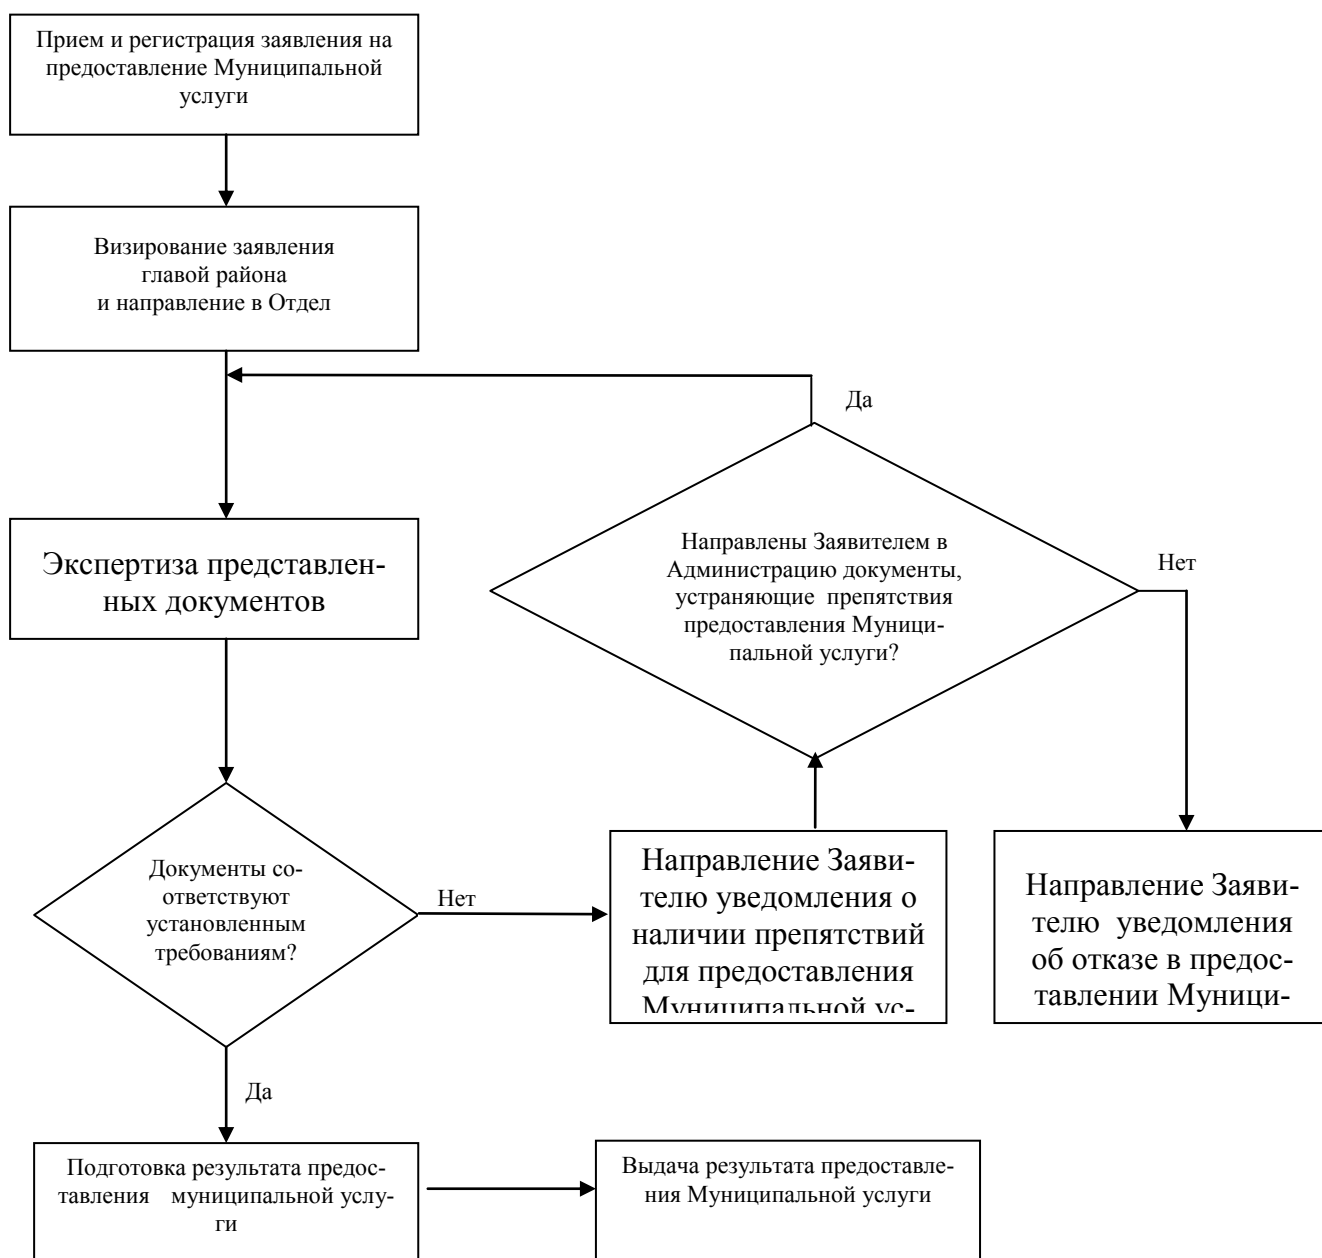 Прием и регистрация заявления на
предоставление Муниципальной
услуги
Визирование заявления
главой района
и направление в Отдел
Да
Направлены Заявителем в
Администрацию документы,
устраняющие препятствия
предоставления Муници-
пальной услуги?
Нет
Экспертиза представлен-
ных документов
Документы со-
ответствуют
установленным
требованиям?
Нет
Направление Заяви-
телю уведомления о
наличии препятствий
для предоставления
Муниципальной ус-
Направление Заяви-
телю уведомления
об отказе в предос-
тавлении Муници-
Да
Подготовка результата предос-
тавления муниципальной услу-
ги
Выдача результата предоставле-
ния Муниципальной услуги